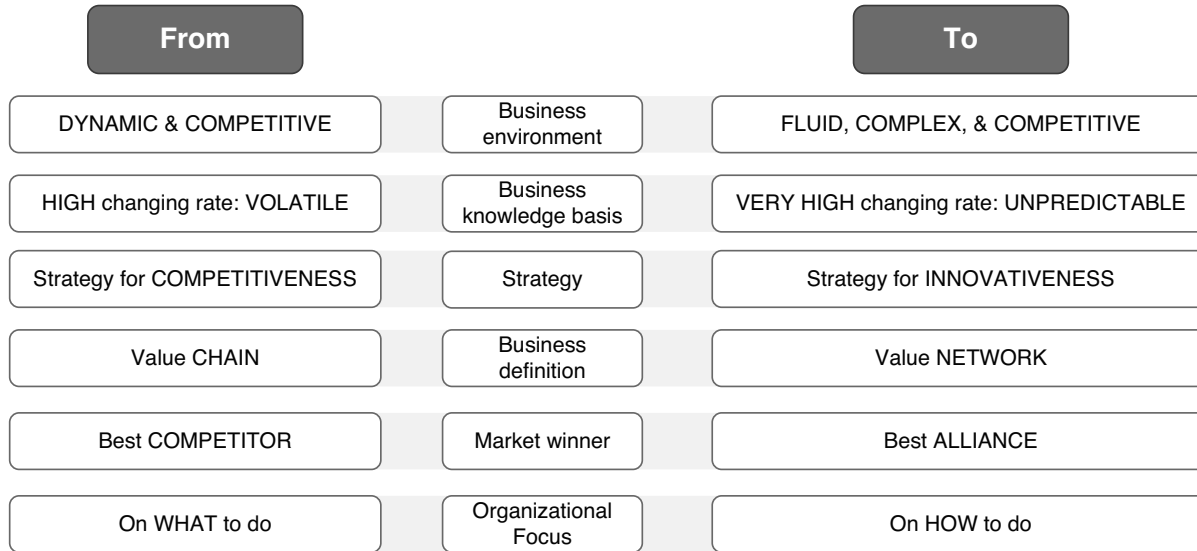 From
To
DYNAMIC & COMPETITIVE
Business
environment
FLUID, COMPLEX, & COMPETITIVE
HIGH changing rate: VOLATILE
Business
knowledge basis
VERY HIGH changing rate: UNPREDICTABLE
Strategy for COMPETITIVENESS
Strategy
Strategy for INNOVATIVENESS
Value CHAIN
Business
definition
Value NETWORK
Best COMPETITOR
Market winner
Best ALLIANCE
On WHAT to do
Organizational
Focus
On HOW to do